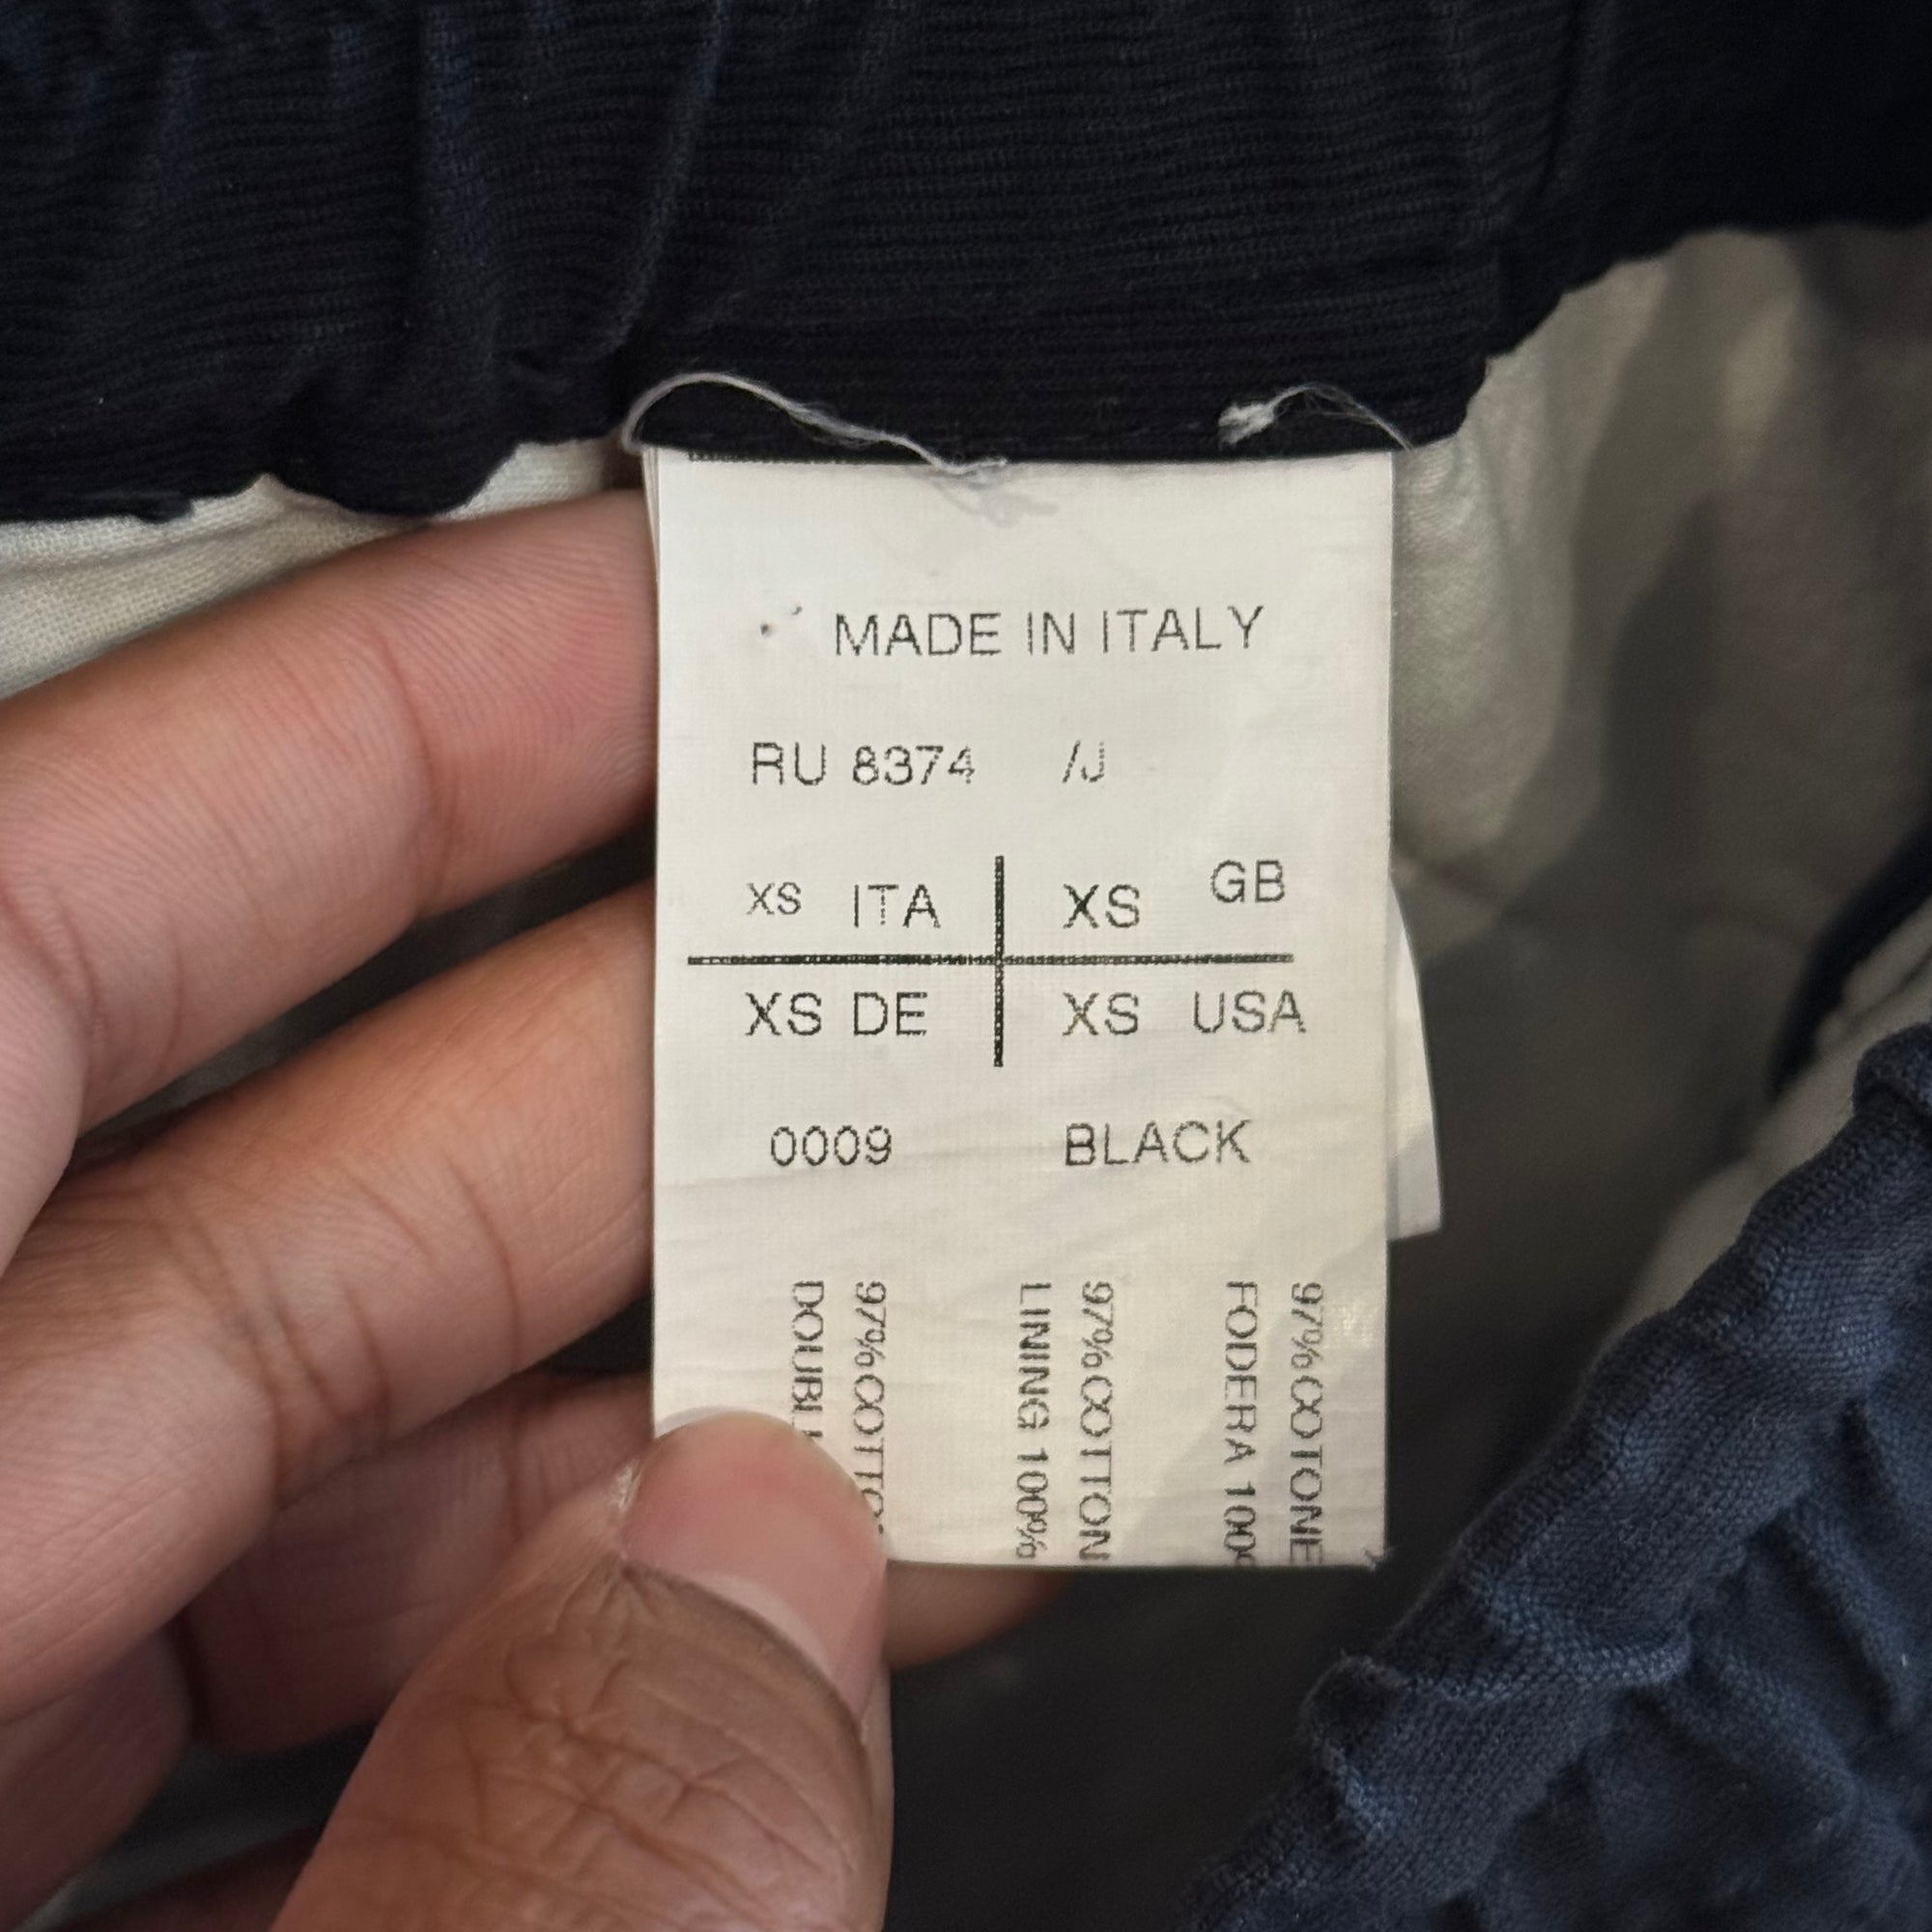 MADE IN ITALY
RU 8374 /J
XS ITA XS GB
XS DE XS USA
0009 BLACK
97% COTONE
FODERA 100
97% COTTON
LINING 100%
97% COTTO